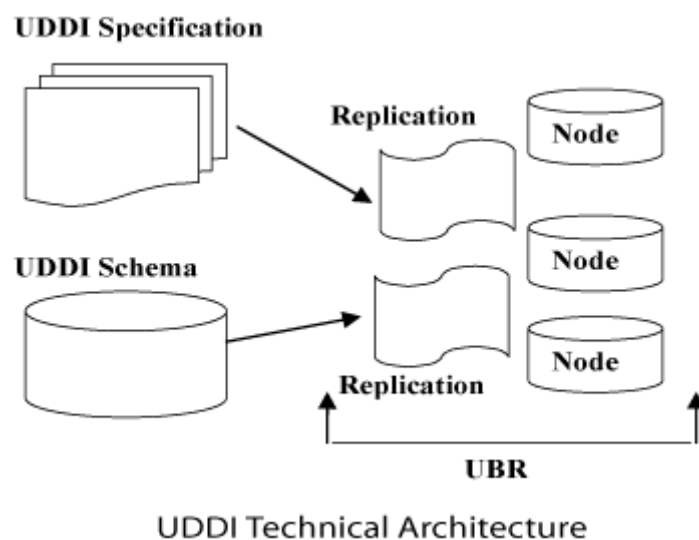 UDDI Specification
Replication
Node
UDDI Schema
Node
Node
Replication
UBR
UDDI Technical Architecture